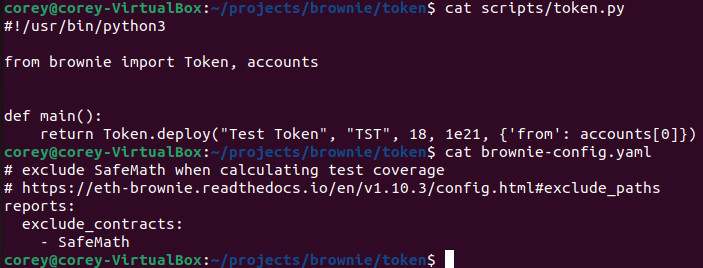 corey@corey-VirtualBox:~/projects/brownie/token$ cat scripts/token.py
#!/usr/bin/python3

from brownie import Token, accounts


def main():
    return Token.deploy("Test Token", "TST", 18, 1e21, {'from': accounts[0]})
corey@corey-VirtualBox:~/projects/brownie/token$ cat brownie-config.yaml
# exclude SafeMath when calculating test coverage
# https://eth-brownie.readthedocs.io/en/v1.10.3/config.html#exclude_paths
reports:
  exclude_contracts:
    - SafeMath
corey@corey-VirtualBox:~/projects/brownie/token$